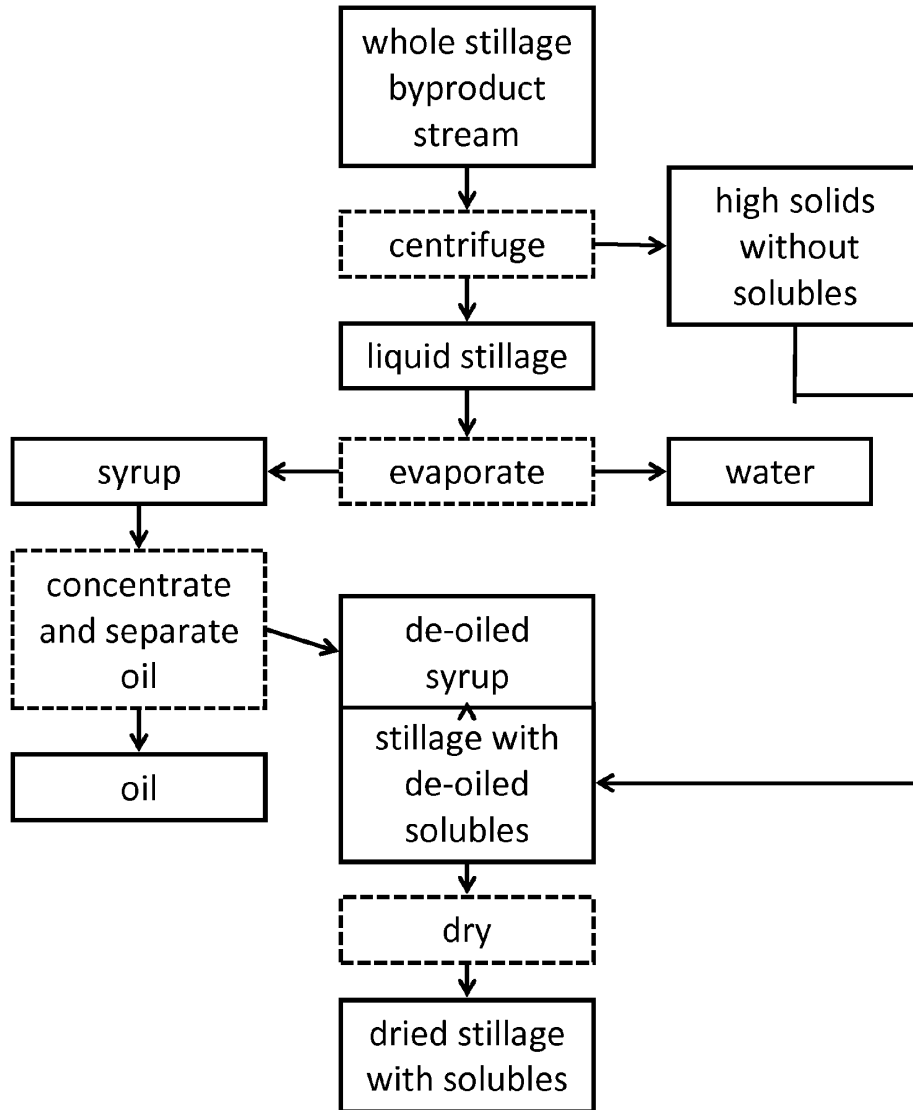 whole stillage
byproduct
stream
centrifuge
high solids
without
solubles
liquid stillage
syrup
evaporate
water
concentrate
and separate
oil
de-oiled
syrup
oil
stillage with
de-oiled
solubles
dry
dried stillage
with solubles